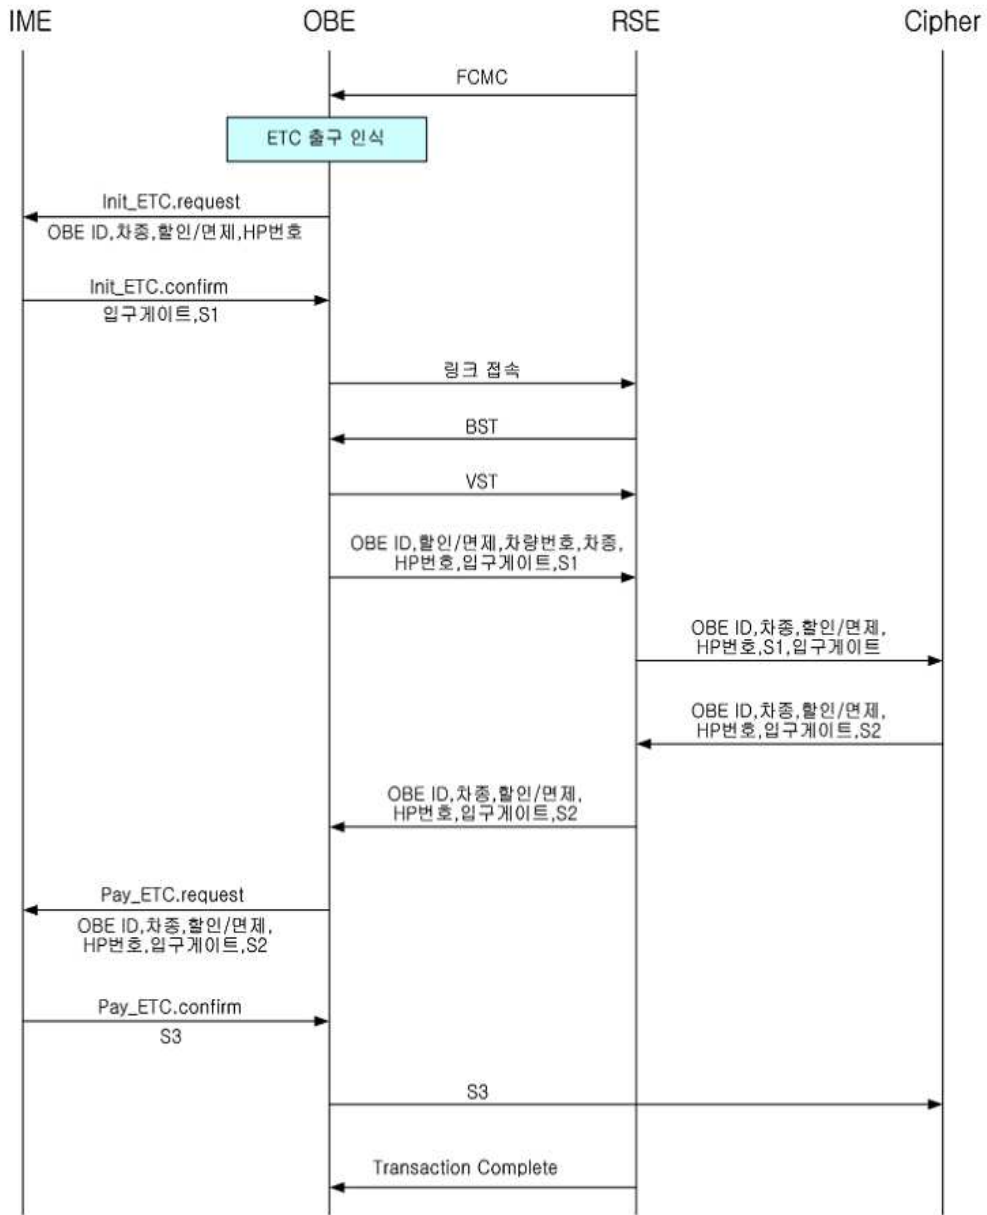 IME OBE RSE Cipher
FCMC
ETC 출구 인식
Init_ETC.request
OBE ID,차종,할인/면제,HP번호
Init_ETC.confirm
입구게이트,S1
링크 접속
BST
VST
OBE ID,할인/면제,차량번호,차종,
HP번호,입구게이트,S1
OBE ID,차종,할인/면제,
HP번호,S1,입구게이트
OBE ID,차종,할인/면제,
HP번호,입구게이트,S2
OBE ID,차종,할인/면제,
HP번호,입구게이트,S2
Pay_ETC.request
OBE ID,차종,할인/면제,
HP번호,입구게이트,S2
Pay_ETC.confirm
S3
S3
Transaction Complete